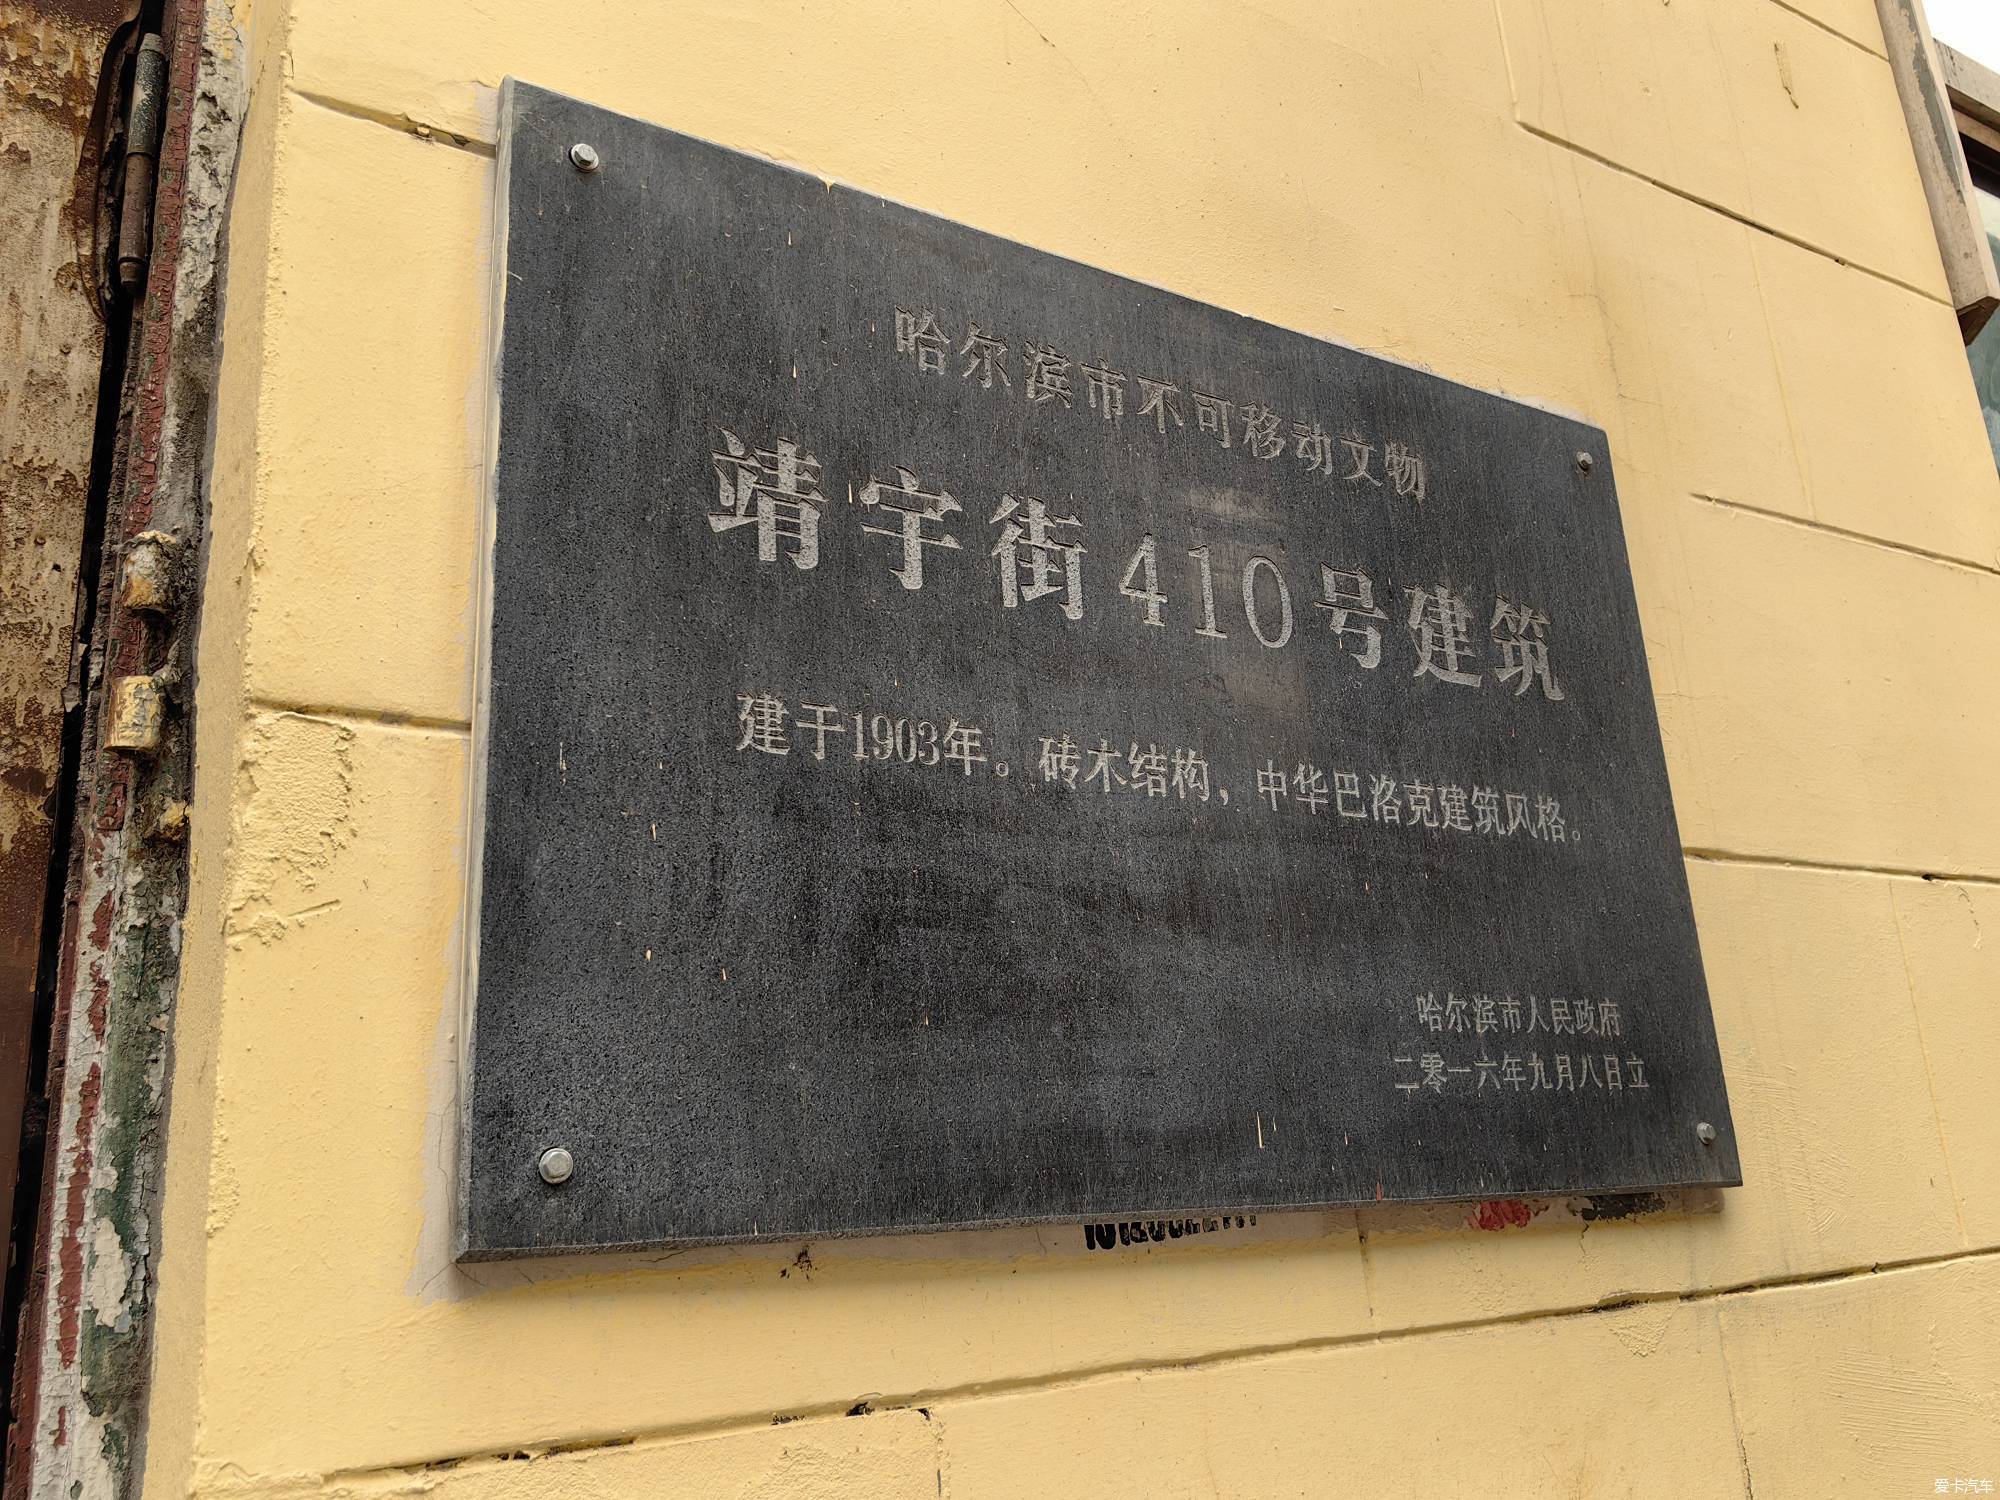 哈尔滨市不可移动文物
靖宇街410号建筑
建于1903年。砖木结构，中华巴洛克建筑风格。
哈尔滨市人民政府
二零一六年九月八日立
爱卡汽车